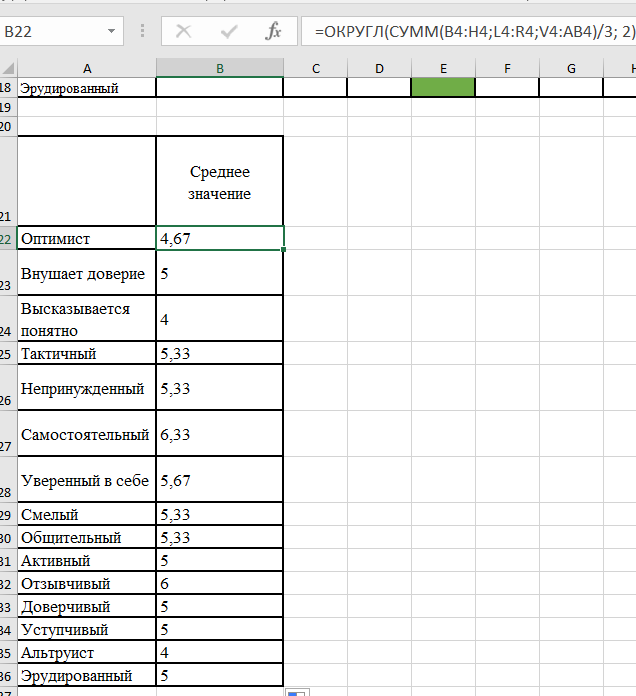 B22 fx =ОКРУГЛ(СУММ(B4:H4;L4:R4;V4:AB4)/3; 2)
A B C D E F G H
18 Эрудированный
19
20
21 Среднее
значение
22 Оптимист 4,67
23 Внушает доверие 5
Высказывается
24 понятно 4
25 Тактичный 5,33
26 Непринужденный 5,33
27 Самостоятельный 6,33
28 Уверенный в себе 5,67
29 Смелый 5,33
30 Общительный 5,33
31 Активный 5
32 Отзывчивый 6
33 Доверчивый 5
34 Уступчивый 5
35 Альтруист 4
36 Эрудированный 5